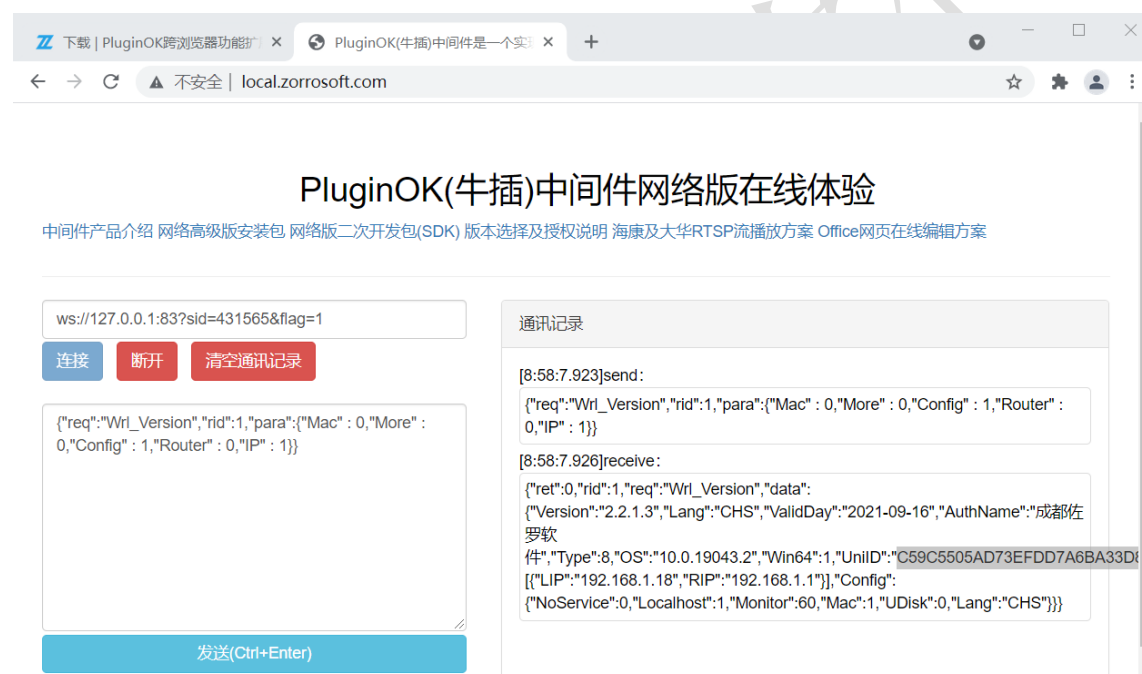 下载 | PluginOK跨浏览器功能扩
PluginOK(牛插)中间件是一个实
不安全 | local.zorrosoft.com
PluginOK(牛插)中间件网络版在线体验
中间件产品介绍 网络高级版安装包 网络版二次开发包(SDK) 版本选择及授权说明 海康及大华RTSP流播放方案 Office网页在线编辑方案
ws://127.0.0.1:83?sid=431565&flag=1
连接 断开 清空通讯记录
{"req":"Wrl_Version","rid":1,"para":{"Mac" : 0,"More" :
0,"Config" : 1,"Router" : 0,"IP" : 1}}
发送(Ctrl+Enter)
通讯记录
[8:58:7.923]send：
{"req":"Wrl_Version","rid":1,"para":{"Mac" : 0,"More" : 0,"Config" : 1,"Router" :
0,"IP" : 1}}
[8:58:7.926]receive：
{"ret":0,"rid":1,"req":"Wrl_Version","data":
{"Version":"2.2.1.3","Lang":"CHS","ValidDay":"2021-09-16","AuthName":"成都佐
罗软
件","Type":8,"OS":"10.0.19043.2","Win64":1,"UniID":"C59C5505AD73EFDD7A6BA33D8
[{"LIP":"192.168.1.18","RIP":"192.168.1.1"}],"Config":
{"NoService":0,"Localhost":1,"Monitor":60,"Mac":1,"UDisk":0,"Lang":"CHS"}}}